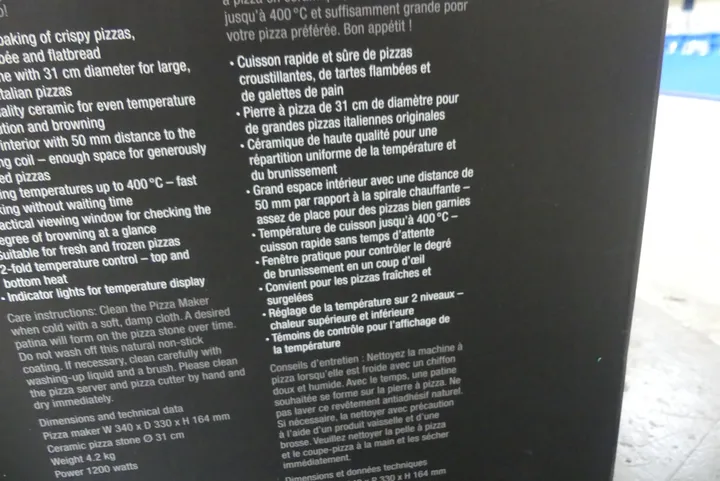 baking of crispy pizzas,
bée and flatbread
ne with 31 cm diameter for large,
talian pizzas
ality ceramic for even temperature
tion and browning
interior with 50 mm distance to the
ng coil – enough space for generously
ed pizzas
ing temperatures up to 400 °C – fast
king without waiting time
actical viewing window for checking the
egree of browning at a glance
Suitable for fresh and frozen pizzas
2-fold temperature control – top and
bottom heat
• Indicator lights for temperature display
Care instructions: Clean the Pizza Maker
when cold with a soft, damp cloth. A desired
patina will form on the pizza stone over time.
Do not wash off this natural non-stick
coating. If necessary, clean carefully with
washing-up liquid and a brush. Please clean
the pizza server and pizza cutter by hand and
dry immediately.
Dimensions and technical data
Pizza maker W 340 x D 330 x H 164 mm
Ceramic pizza stone Ø 31 cm
Weight 4.2 kg
Power 1200 watts
jusqu'à 400 °C et suffisamment grande pour
votre pizza préférée. Bon appétit !
• Cuisson rapide et sûre de pizzas
croustillantes, de tartes flambées et
de galettes de pain
• Pierre à pizza de 31 cm de diamètre pour
de grandes pizzas italiennes originales
• Céramique de haute qualité pour une
répartition uniforme de la température et
du brunissement
• Grand espace intérieur avec une distance de
50 mm par rapport à la spirale chauffante –
assez de place pour des pizzas bien garnies
• Température de cuisson jusqu'à 400 °C –
cuisson rapide sans temps d'attente
• Fenêtre pratique pour contrôler le degré
de brunissement en un coup d'œil
• Convient pour les pizzas fraîches et
surgelées
• Réglage de la température sur 2 niveaux –
chaleur supérieure et inférieure
• Témoins de contrôle pour l'affichage de
la température
Conseils d'entretien : Nettoyez la machine à
pizza lorsqu'elle est froide avec un chiffon
doux et humide. Avec le temps, une patine
souhaitée se forme sur la pierre à pizza. Ne
pas laver ce revêtement antiadhésif naturel.
Si nécessaire, la nettoyer avec précaution
à l'aide d'un produit vaisselle et d'une
brosse. Veuillez nettoyer la pelle à pizza
et le coupe-pizza à la main et les sécher
immédiatement.
Dimensions et données techniques
330 x H 164 mm